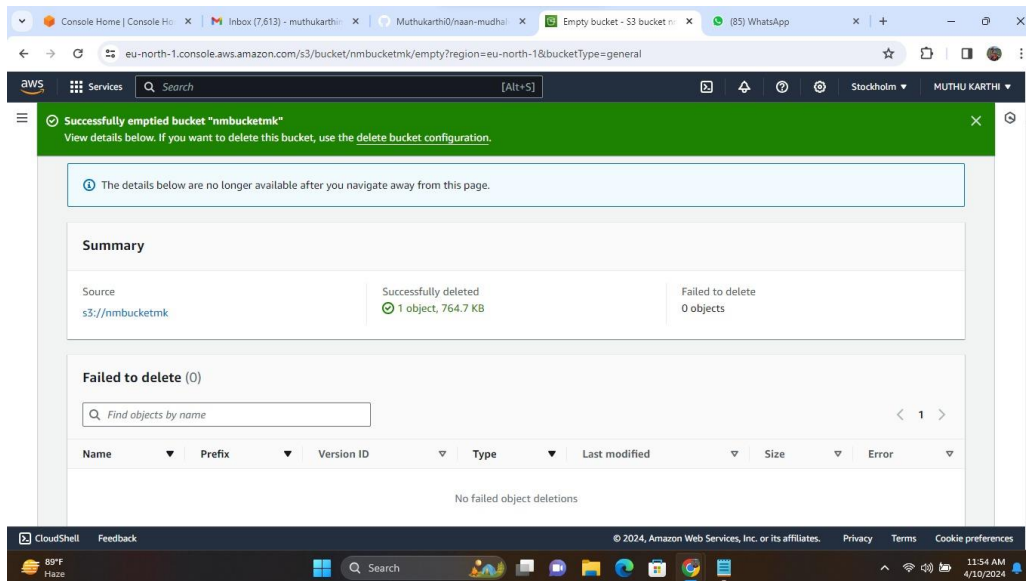 Console Home | Console Ho
Inbox (7,613) - muthukarthi
Muthukarthi0/naan-mudhal
Empty bucket - S3 bucket
(85) WhatsApp
eu-north-1.console.aws.amazon.com/s3/bucket/nmbucketmk/empty?region=eu-north-1&bucketType=general
aws Services Search [Alt+S] Stockholm MUTHU KARTHI
Successfully emptied bucket "nmbucketmk"
View details below. If you want to delete this bucket, use the delete bucket configuration.
The details below are no longer available after you navigate away from this page.
Summary
Source Successfully deleted Failed to delete
s3://nmbucketmk 1 object, 764.7 KB 0 objects
Failed to delete (0)
Find objects by name 1
Name Prefix Version ID Type Last modified Size Error
No failed object deletions
CloudShell Feedback © 2024, Amazon Web Services, Inc. or its affiliates. Privacy Terms Cookie preferences
89°F Search 11:54 AM
Haze 4/10/2024